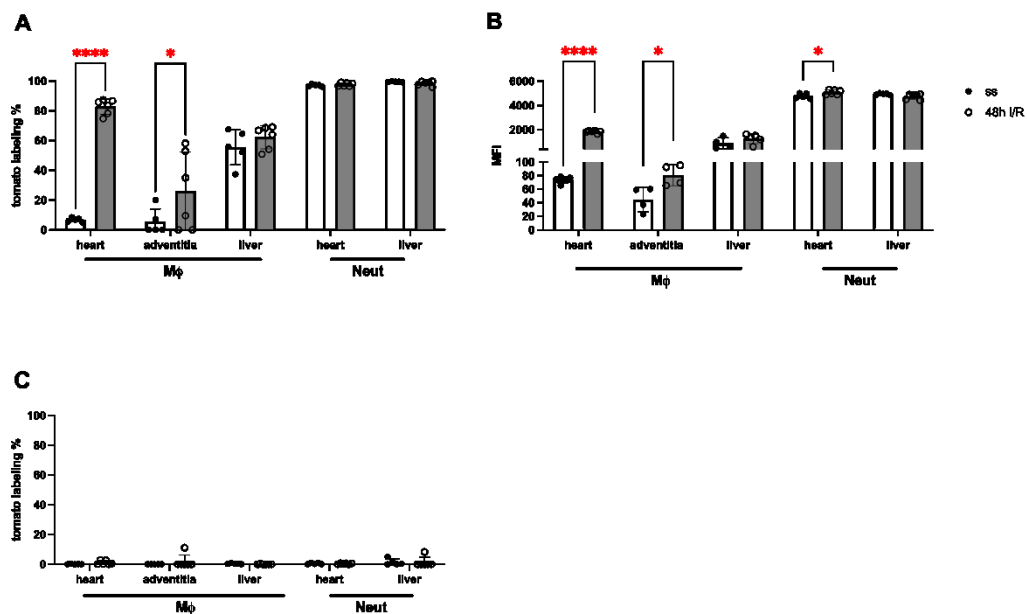 A
tomato labeling %
100
80
60
40
20
0
****
*
heart
adventitia
liver
heart
liver
Mϕ
Neut
B
MFI
6000
4000
2000
100
80
60
40
20
0
****
*
*
heart
adventitia
liver
heart
liver
Mϕ
Neut
ss
48h I/R
C
tomato labeling %
100
80
60
40
20
0
heart
adventitia
liver
heart
liver
Mϕ
Neut